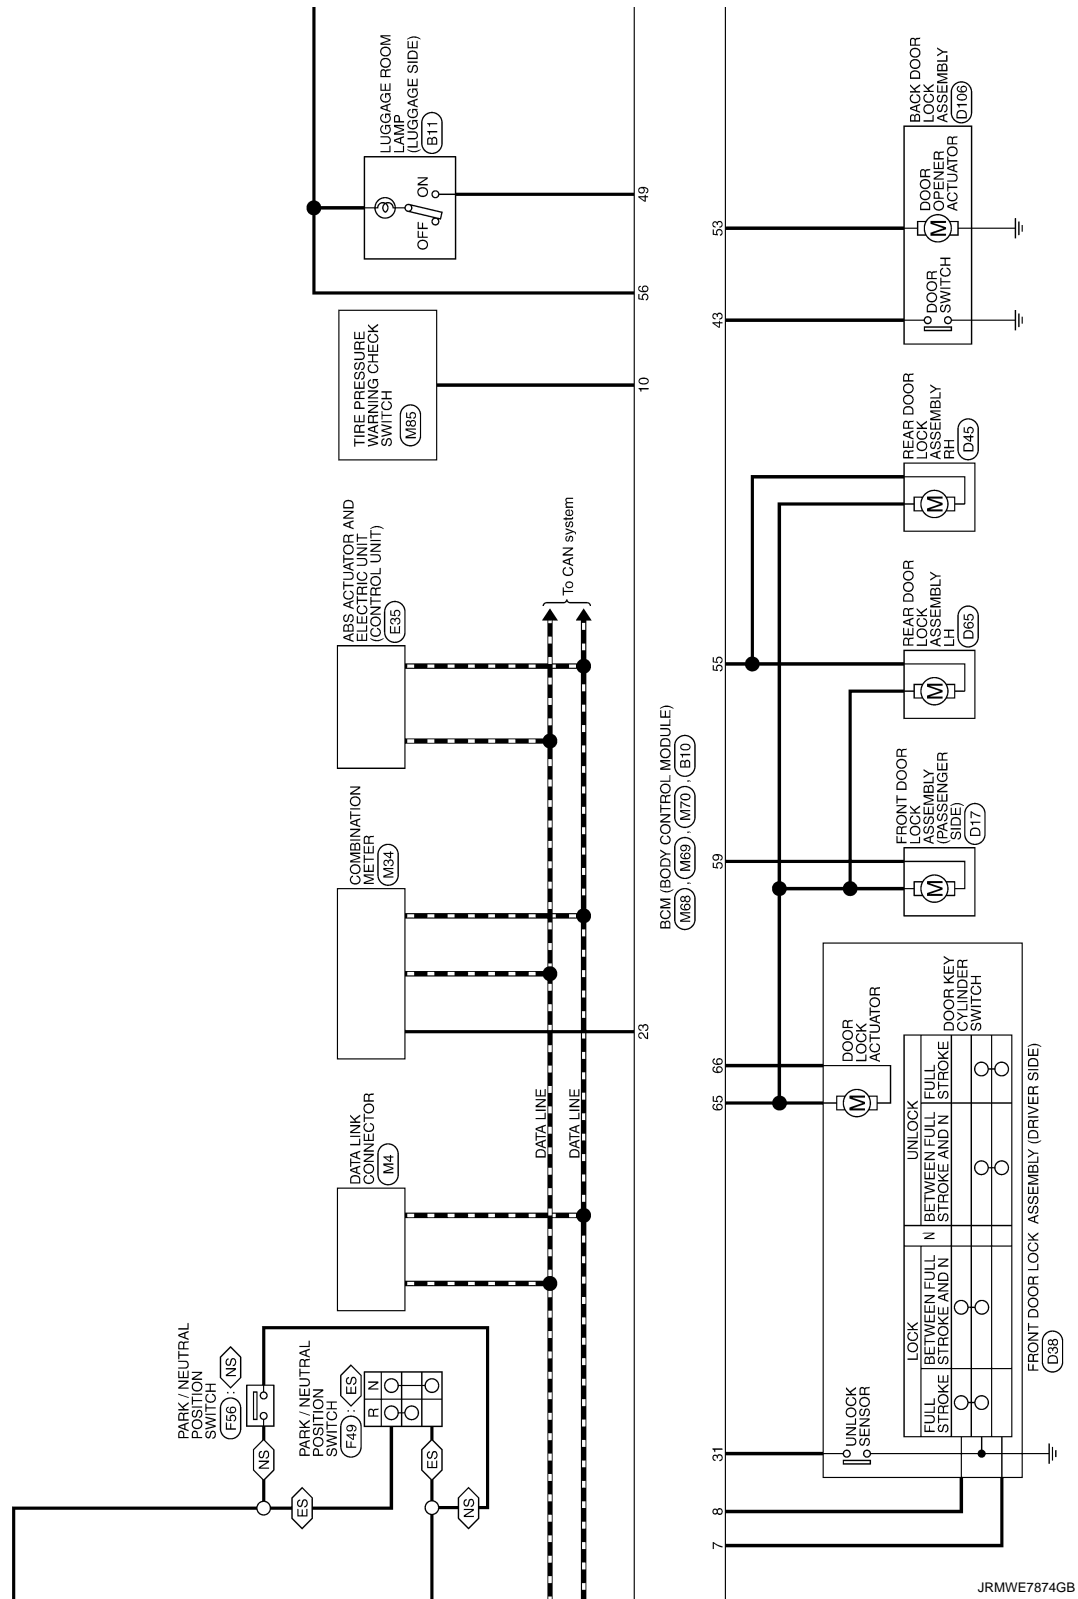 PARK / NEUTRAL
POSITION
SWITCH
F56 : NS
NS
ES
PARK / NEUTRAL
POSITION
SWITCH
F49 : ES
R N
ES
NS
DATA LINK
CONNECTOR
M4
COMBINATION
METER
M34
ABS ACTUATOR AND
ELECTRIC UNIT
(CONTROL UNIT)
E35
TIRE PRESSURE
WARNING CHECK
SWITCH
M85
LUGGAGE ROOM
LAMP
(LUGGAGE SIDE)
B11
OFF ON
DATA LINE
DATA LINE
To CAN system
23
10
56
49
BCM (BODY CONTROL MODULE)
M68 , M69 , M70 , B10
7
8
31
65
66
59
55
43
53
UNLOCK
SENSOR
DOOR
LOCK
ACTUATOR
LOCK
UNLOCK
FULL
STROKE
BETWEEN FULL
STROKE AND N
N
BETWEEN FULL
STROKE AND N
FULL
STROKE
DOOR KEY
CYLINDER
SWITCH
M
FRONT DOOR LOCK ASSEMBLY (DRIVER SIDE)
D38
FRONT DOOR
LOCK
ASSEMBLY
(PASSENGER
SIDE)
D17
M
REAR DOOR
LOCK
ASSEMBLY
LH
D65
M
REAR DOOR
LOCK
ASSEMBLY
RH
D45
M
BACK DOOR
LOCK
ASSEMBLY
D106
DOOR
SWITCH
DOOR
OPENER
ACTUATOR
M
JRMWE7874GB